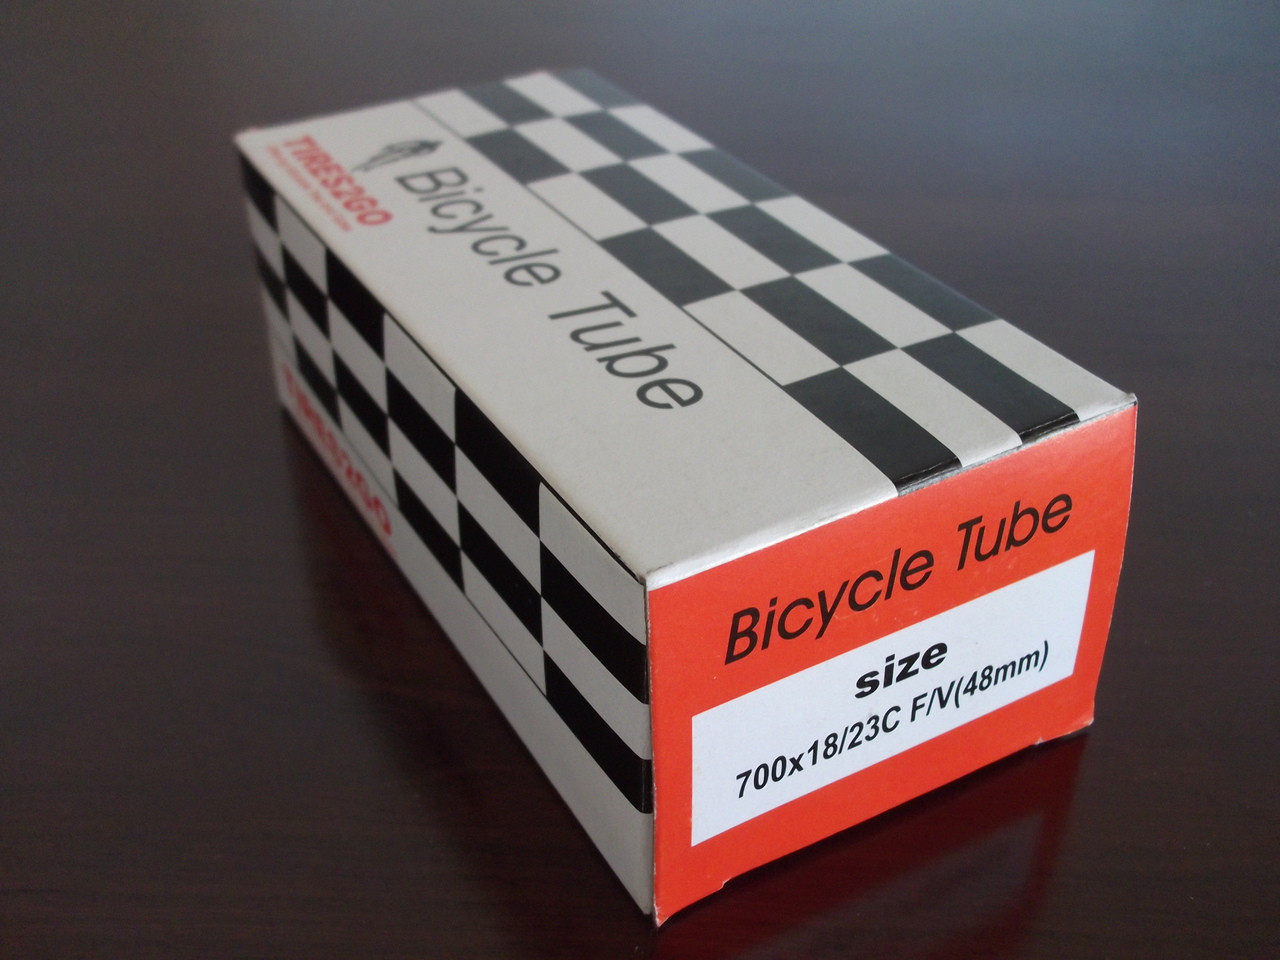 TIRES2GO
Bicycle Tube
TIRES2GO
Bicycle Tube
size
700x18/23C F/V(48mm)